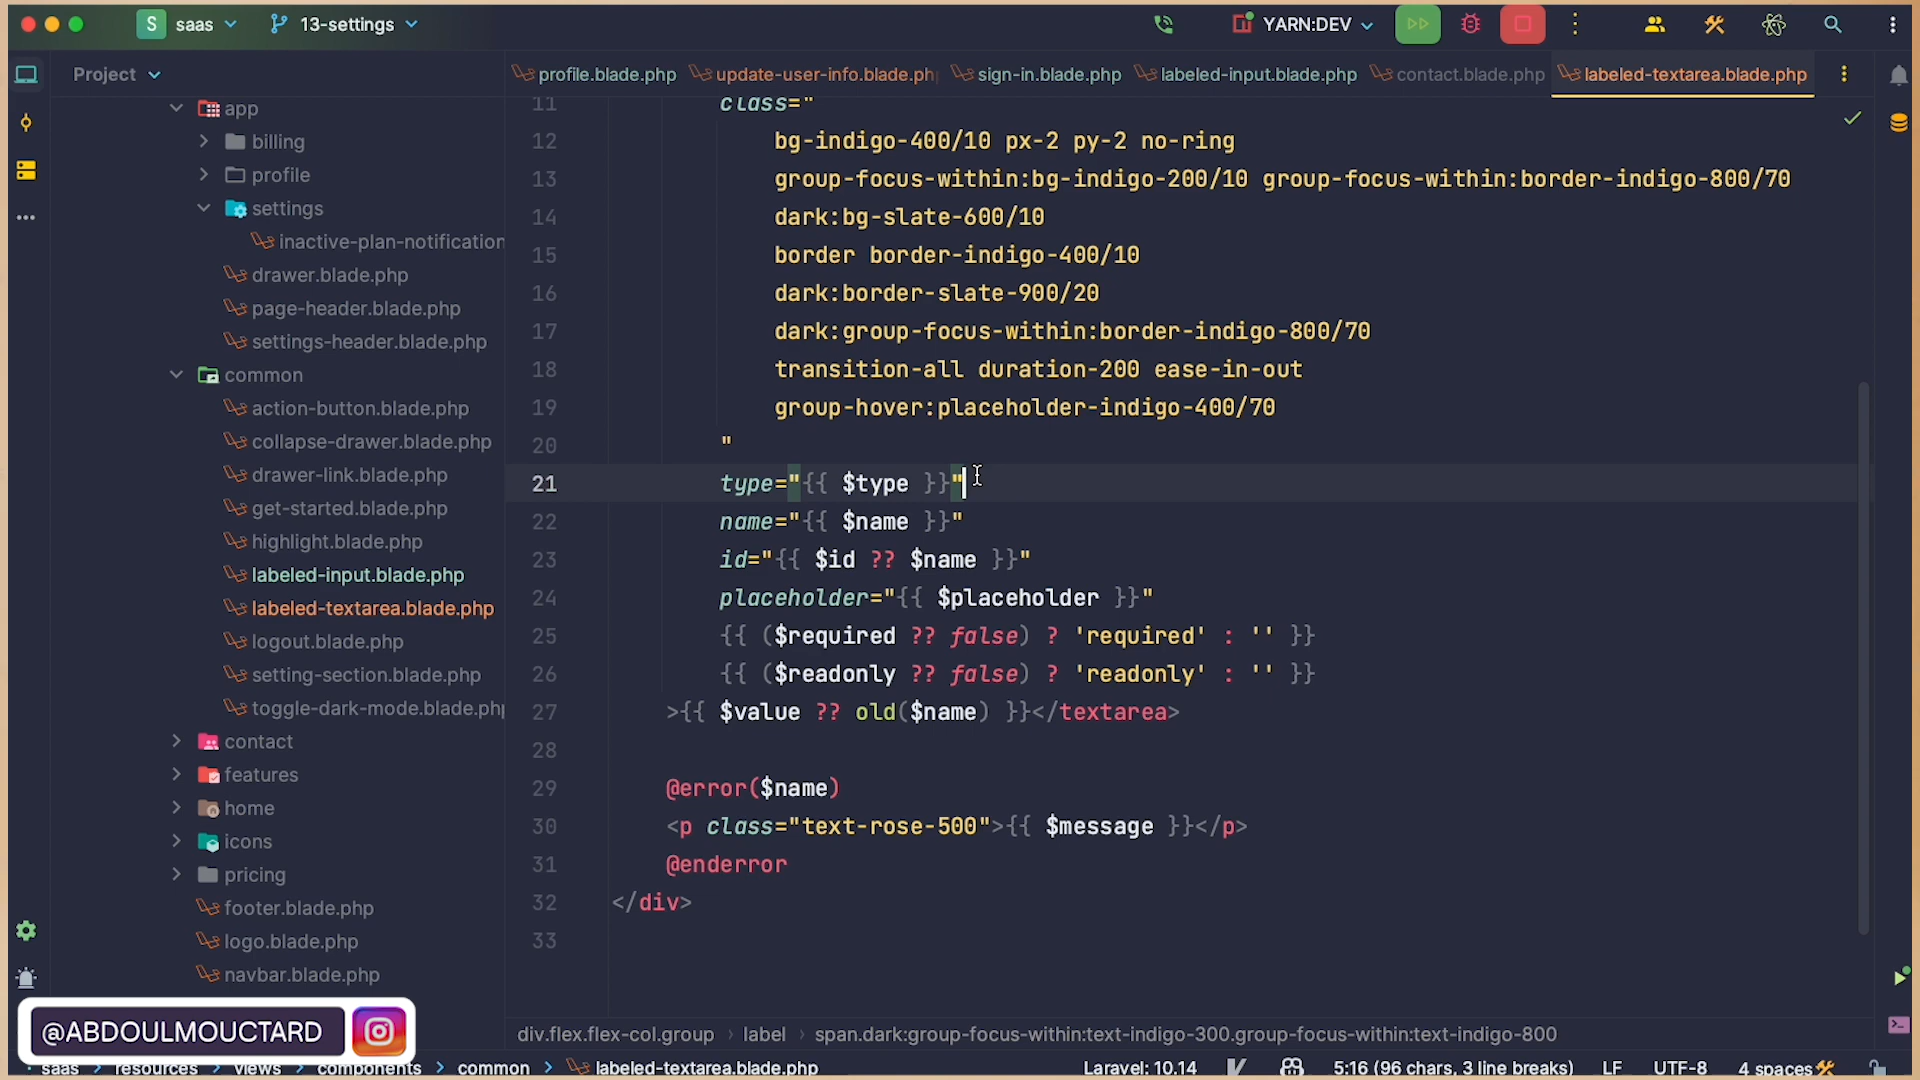 S saas 13-settings YARN:DEV
Project profile.blade.php update-user-info.blade.ph sign-in.blade.php labeled-input.blade.php contact.blade.php labeled-textarea.blade.php
app
billing
profile
settings
inactive-plan-notification
drawer.blade.php
page-header.blade.php
settings-header.blade.php
common
action-button.blade.php
collapse-drawer.blade.php
drawer-link.blade.php
get-started.blade.php
highlight.blade.php
labeled-input.blade.php
labeled-textarea.blade.php
logout.blade.php
setting-section.blade.php
toggle-dark-mode.blade.php
contact
features
home
icons
pricing
footer.blade.php
logo.blade.php
navbar.blade.php
11 class="
12 bg-indigo-400/10 px-2 py-2 no-ring
13 group-focus-within:bg-indigo-200/10 group-focus-within:border-indigo-800/70
14 dark:bg-slate-600/10
15 border border-indigo-400/10
16 dark:border-slate-900/20
17 dark:group-focus-within:border-indigo-800/70
18 transition-all duration-200 ease-in-out
19 group-hover:placeholder-indigo-400/70
20 "
21 type="{{ $type }}"
22 name="{{ $name }}"
23 id="{{ $id ?? $name }}"
24 placeholder="{{ $placeholder }}"
25 {{ ($required ?? false) ? 'required' : '' }}
26 {{ ($readonly ?? false) ? 'readonly' : '' }}
27 >{{ $value ?? old($name) }}</textarea>
28
29 @error($name)
30 <p class="text-rose-500">{{ $message }}</p>
31 @enderror
32 </div>
33
@ABDOULMOUCTARD
div.flex.flex-col.group › label › span.dark:group-focus-within:text-indigo-300.group-focus-within:text-indigo-800
saas › resources › views › components › common › labeled-textarea.blade.php Laravel: 10.14 5:16 (96 chars, 3 line breaks) LF UTF-8 4 spaces